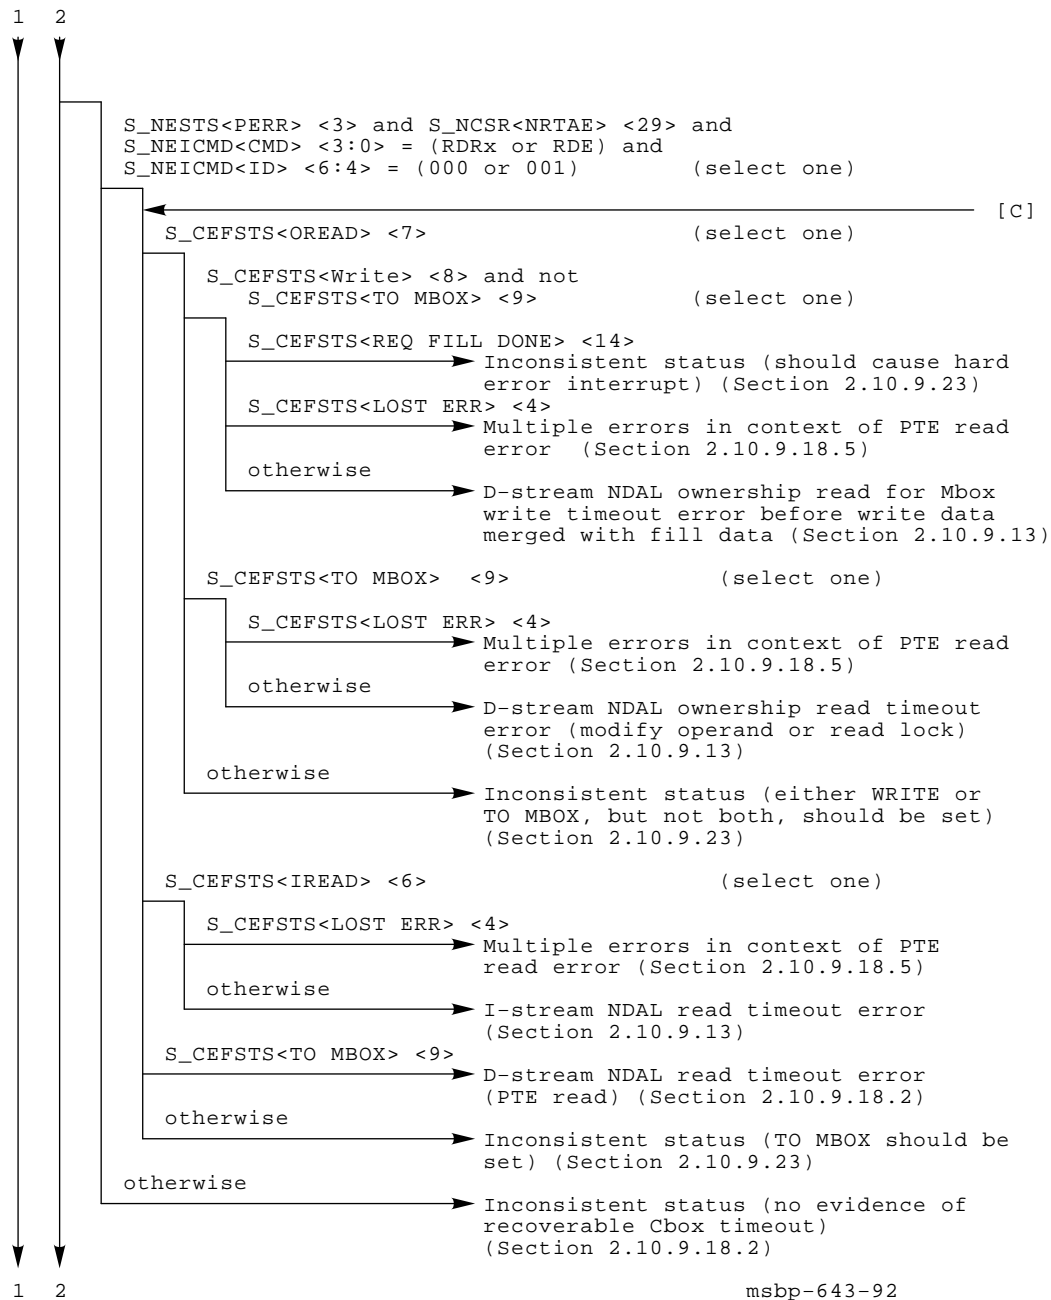 1  2
S_NESTS<PERR> <3> and S_NCSR<NRTAE> <29> and
S_NEICMD<CMD> <3:0> = (RDRx or RDE) and
S_NEICMD<ID> <6:4> = (000 or 001) (select one)
[C]
S_CEFSTS<OREAD> <7> (select one)
S_CEFSTS<Write> <8> and not
S_CEFSTS<TO MBOX> <9> (select one)
S_CEFSTS<REQ FILL DONE> <14>
Inconsistent status (should cause hard
error interrupt) (Section 2.10.9.23)
S_CEFSTS<LOST ERR> <4>
Multiple errors in context of PTE read
error  (Section 2.10.9.18.5)
otherwise
D-stream NDAL ownership read for Mbox
write timeout error before write data
merged with fill data (Section 2.10.9.13)
S_CEFSTS<TO MBOX>  <9> (select one)
S_CEFSTS<LOST ERR> <4>
Multiple errors in context of PTE read
error (Section 2.10.9.18.5)
otherwise
D-stream NDAL ownership read timeout
error (modify operand or read lock)
(Section 2.10.9.13)
otherwise
Inconsistent status (either WRITE or
TO MBOX, but not both, should be set)
(Section 2.10.9.23)
S_CEFSTS<IREAD> <6> (select one)
S_CEFSTS<LOST ERR> <4>
Multiple errors in context of PTE
read error (Section 2.10.9.18.5)
otherwise
I-stream NDAL read timeout error
(Section 2.10.9.13)
S_CEFSTS<TO MBOX> <9>
D-stream NDAL read timeout error
(PTE read) (Section 2.10.9.18.2)
otherwise
Inconsistent status (TO MBOX should be
set) (Section 2.10.9.23)
otherwise
Inconsistent status (no evidence of
recoverable Cbox timeout)
(Section 2.10.9.18.2)
1  2 msbp-643-92